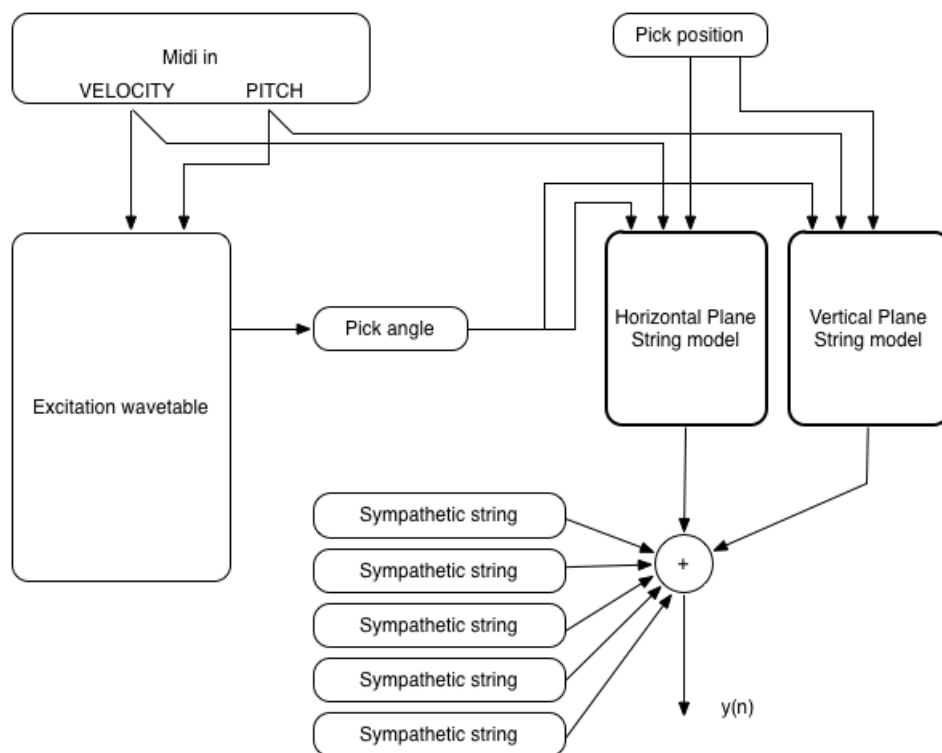 Midi in
VELOCITY PITCH
Pick position
Excitation wavetable
Pick angle
Horizontal Plane
String model
Vertical Plane
String model
Sympathetic string
Sympathetic string
Sympathetic string
Sympathetic string
Sympathetic string
+
y(n)